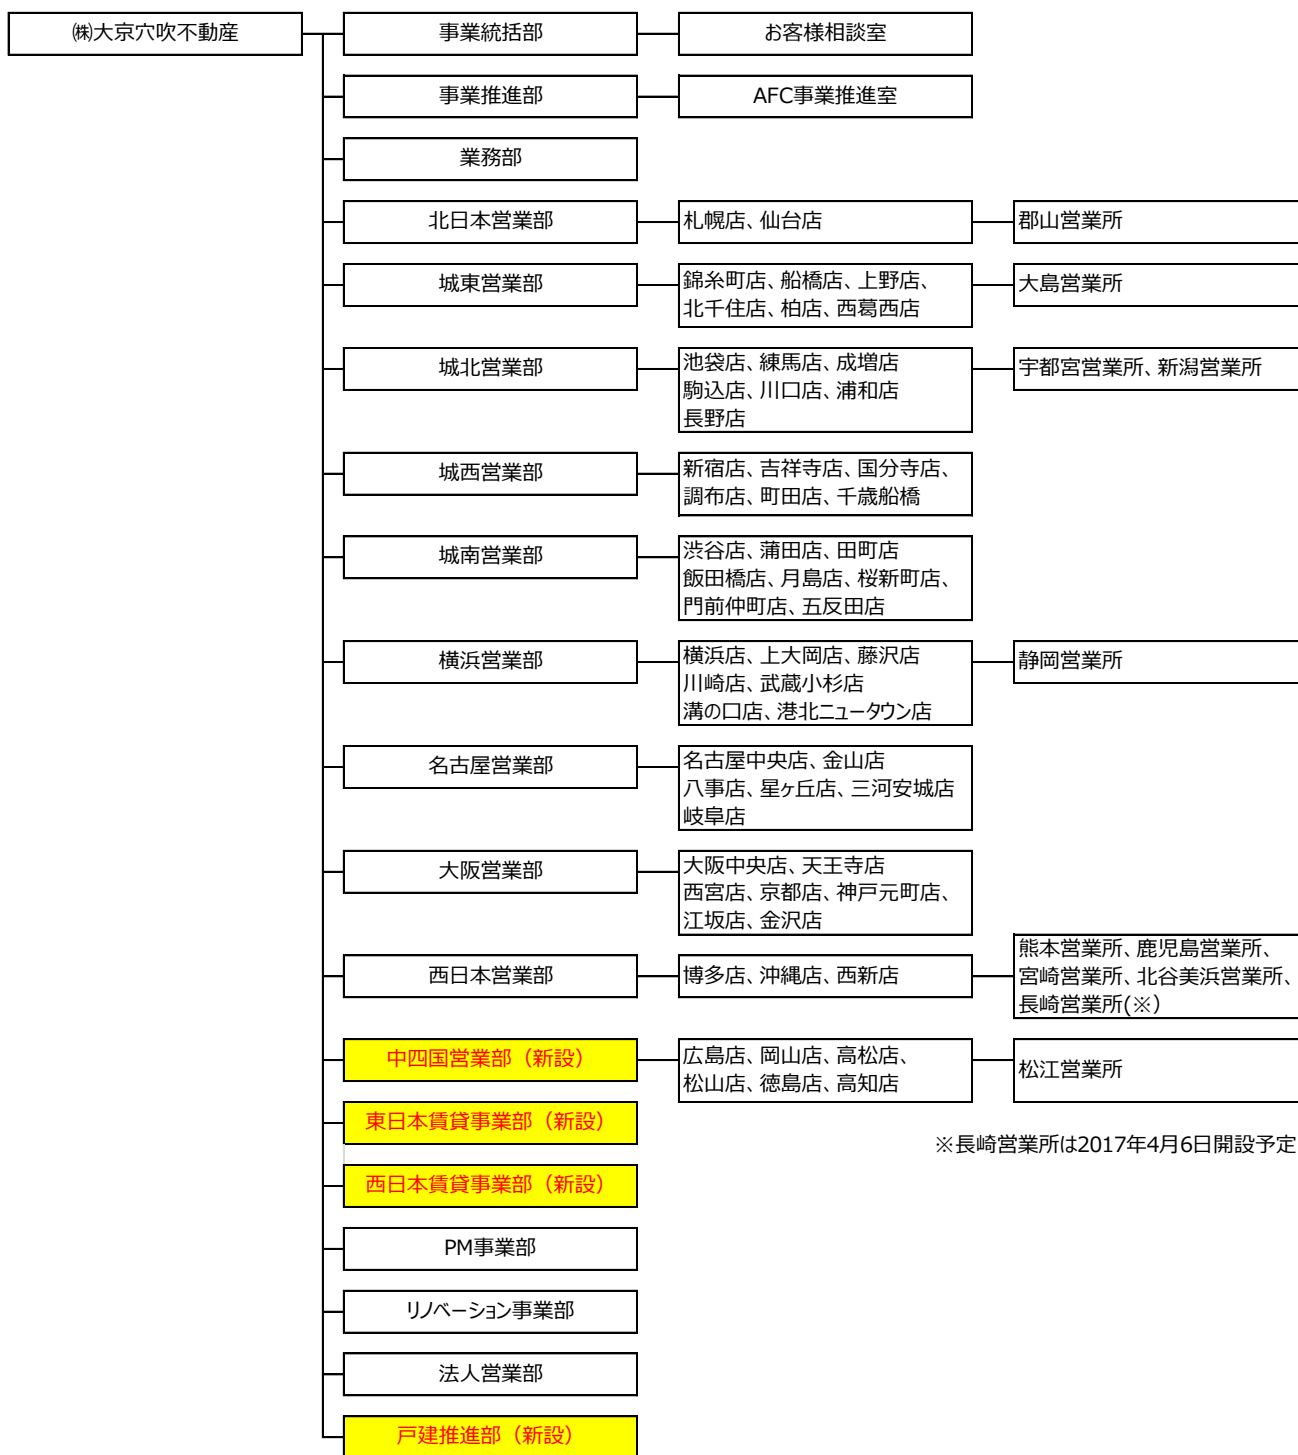 ㈱大京穴吹不動産
事業統括部
お客様相談室
事業推進部
AFC事業推進室
業務部
北日本営業部
札幌店、仙台店
郡山営業所
城東営業部
錦糸町店、船橋店、上野店、
北千住店、柏店、西葛西店
大島営業所
城北営業部
池袋店、練馬店、成増店
駒込店、川口店、浦和店
長野店
宇都宮営業所、新潟営業所
城西営業部
新宿店、吉祥寺店、国分寺店、
調布店、町田店、千歳船橋
城南営業部
渋谷店、蒲田店、田町店
飯田橋店、月島店、桜新町店、
門前仲町店、五反田店
横浜営業部
横浜店、上大岡店、藤沢店
川崎店、武蔵小杉店
溝の口店、港北ニュータウン店
静岡営業所
名古屋営業部
名古屋中央店、金山店
八事店、星ヶ丘店、三河安城店
岐阜店
大阪営業部
大阪中央店、天王寺店
西宮店、京都店、神戸元町店、
江坂店、金沢店
西日本営業部
博多店、沖縄店、西新店
熊本営業所、鹿児島営業所、
宮崎営業所、北谷美浜営業所、
長崎営業所(※）
中四国営業部（新設）
広島店、岡山店、高松店、
松山店、徳島店、高知店
松江営業所
東日本賃貸事業部（新設）
※長崎営業所は2017年4月6日開設予定
西日本賃貸事業部（新設）
PM事業部
リノベーション事業部
法人営業部
戸建推進部（新設）